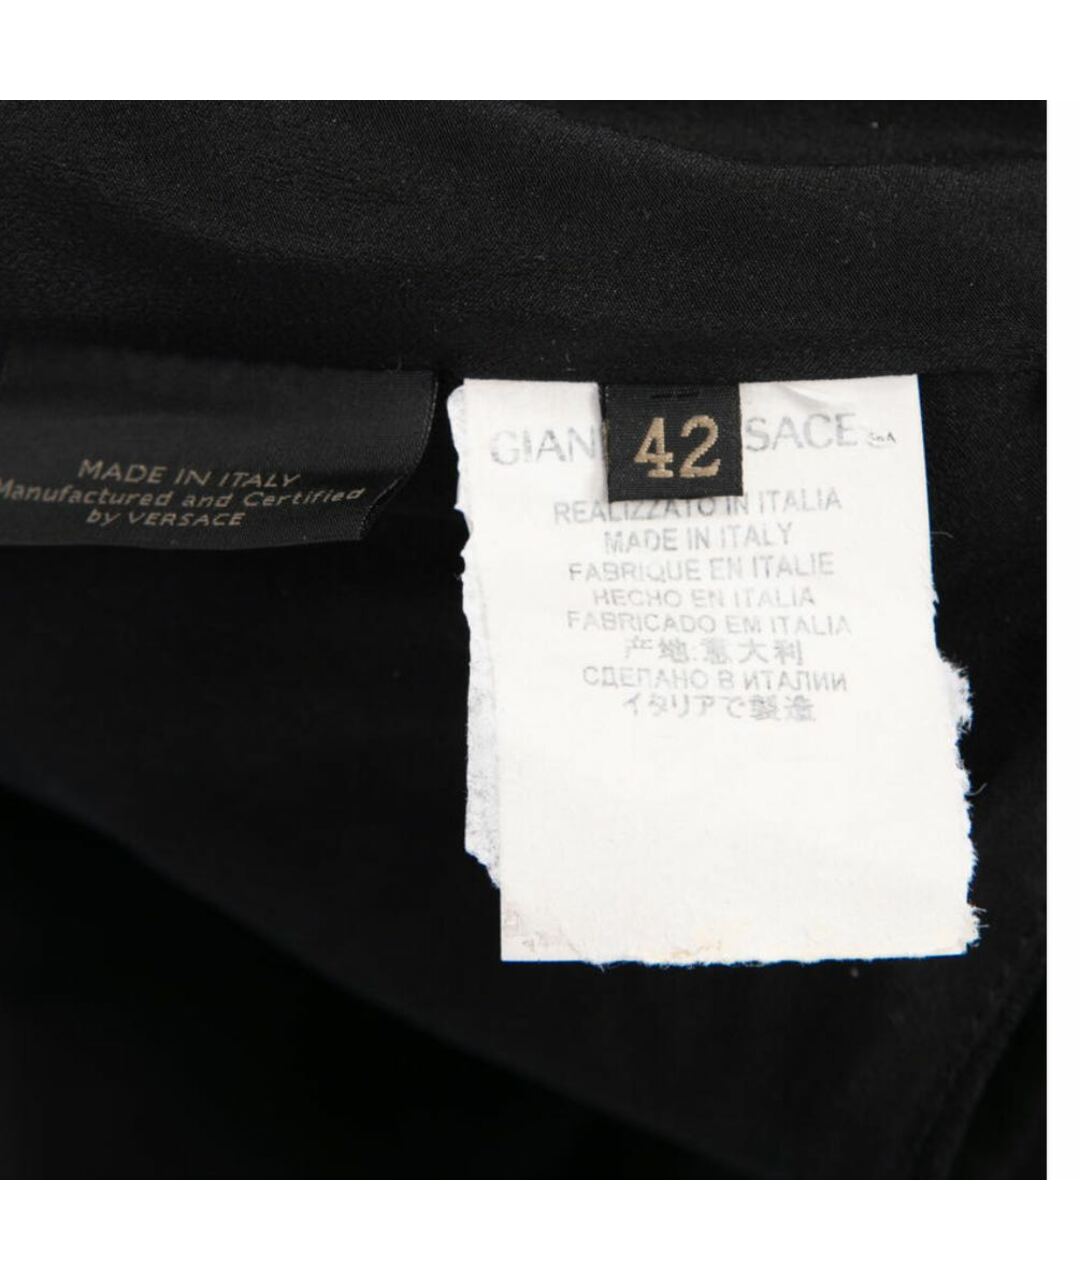 MADE IN ITALY
Manufactured and Certified
by VERSACE
42
GIAN SACE SpA
REALIZZATO IN ITALIA
MADE IN ITALY
FABRIQUE EN ITALIE
HECHO EN ITALIA
FABRICADO EM ITALIA
产地:意大利
СДЕЛАНО В ИТАЛИИ
イタリアで製造